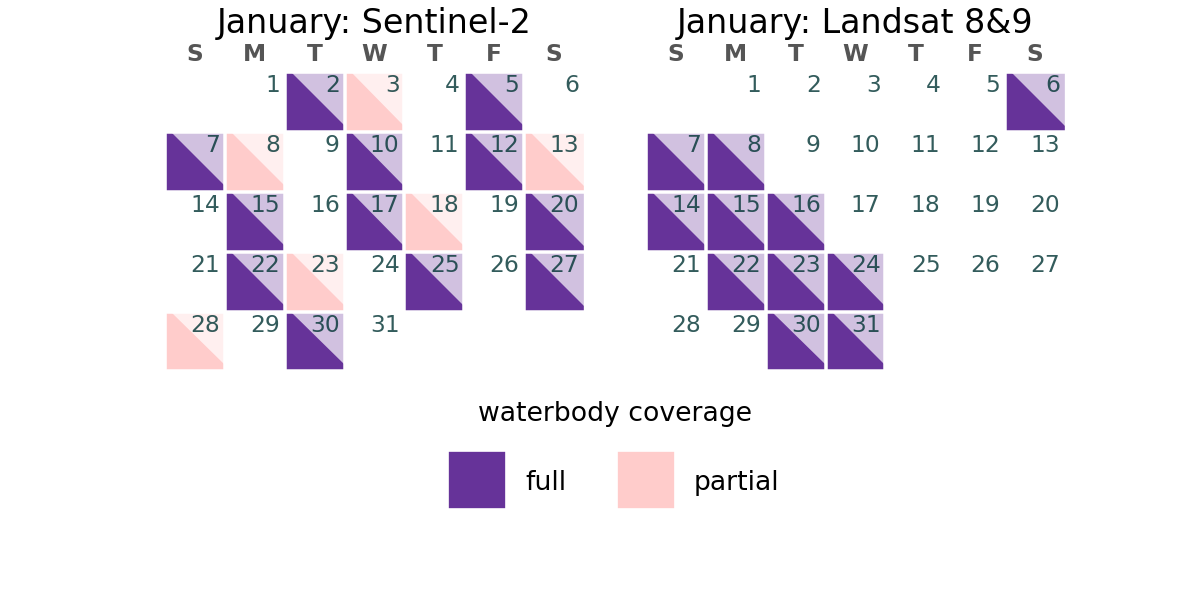 January: Sentinel-2
S M T W T F S
1 2 3 4 5 6
7 8 9 10 11 12 13
14 15 16 17 18 19 20
21 22 23 24 25 26 27
28 29 30 31
January: Landsat 8&9
S M T W T F S
1 2 3 4 5 6
7 8 9 10 11 12 13
14 15 16 17 18 19 20
21 22 23 24 25 26 27
28 29 30 31
waterbody coverage
full partial